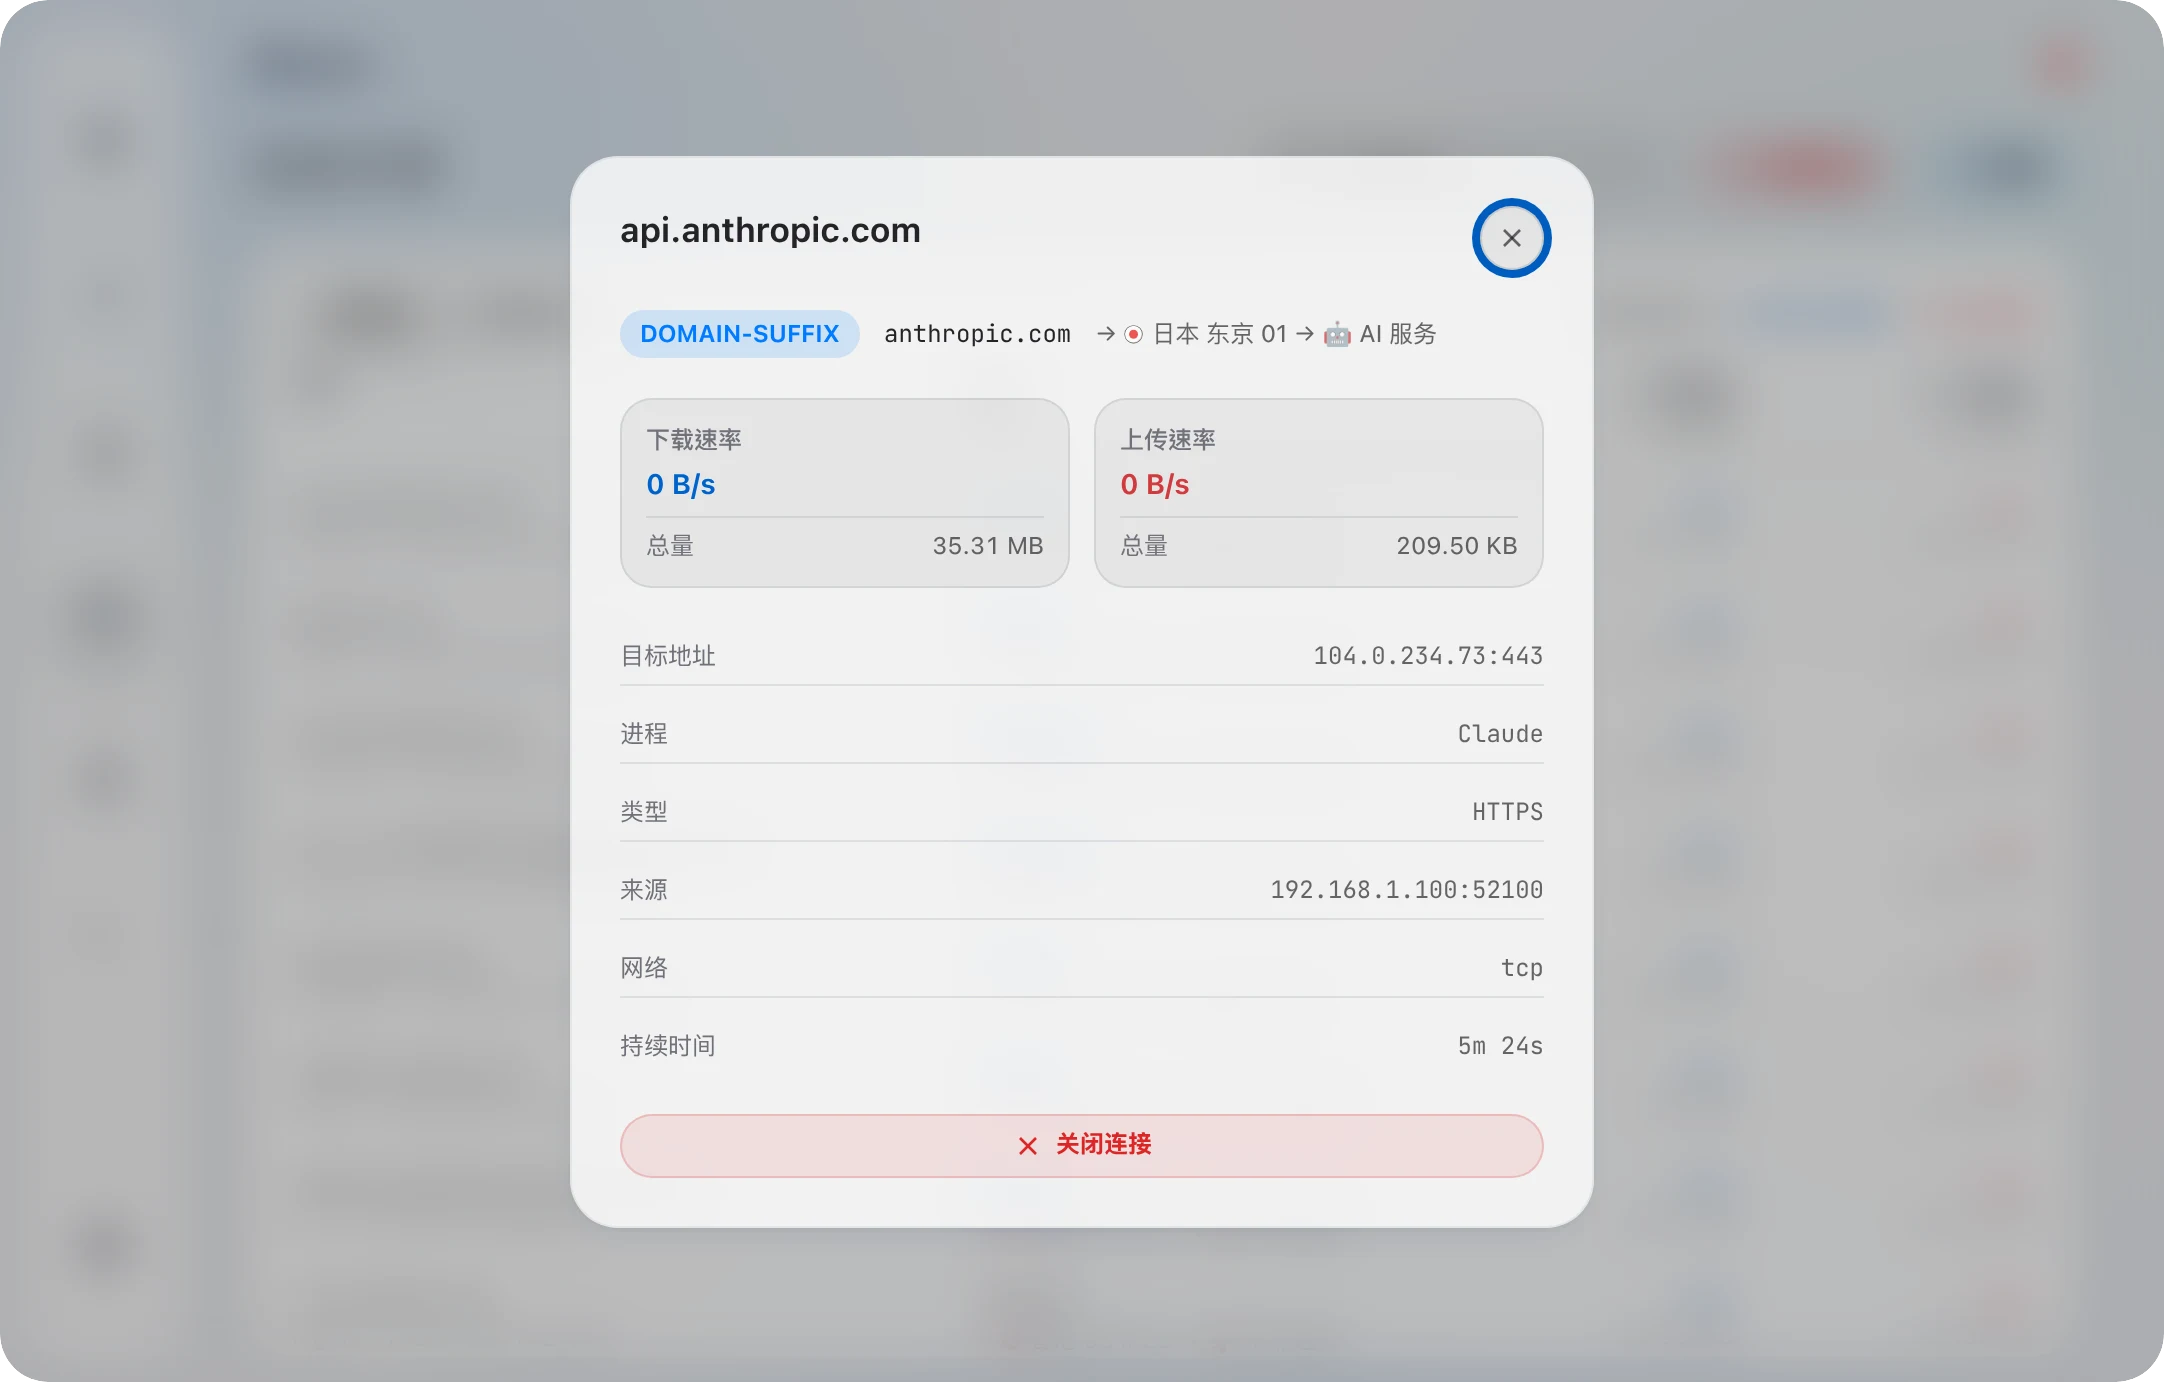 api.anthropic.com
DOMAIN-SUFFIX anthropic.com → 日本 东京 01 → 🤖 AI 服务
下载速率
0 B/s
总量 35.31 MB
上传速率
0 B/s
总量 209.50 KB
目标地址 104.0.234.73:443
进程 Claude
类型 HTTPS
来源 192.168.1.100:52100
网络 tcp
持续时间 5m 24s
关闭连接